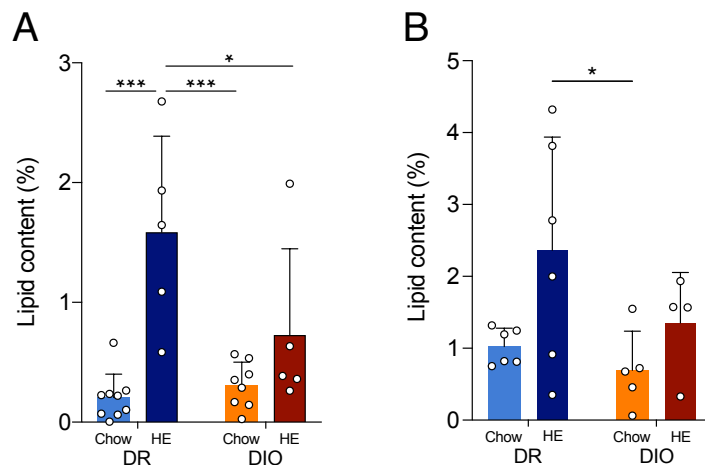 A
Lipid content (%)
3
2
1
0
***
***
*
Chow HE Chow HE
DR DIO
B
Lipid content (%)
5
4
3
2
1
0
*
Chow HE Chow HE
DR DIO